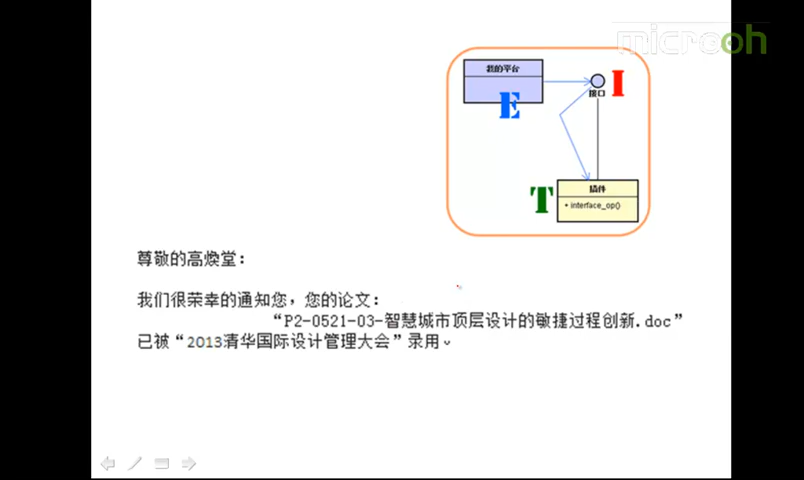 microoh
我的平台
E
I
接口
T
插件
interface_op()
尊敬的高焕堂：
我们很荣幸的通知您，您的论文：
“P2-0521-03-智慧城市顶层设计的敏捷过程创新.doc”
已被“2013清华国际设计管理大会”录用。